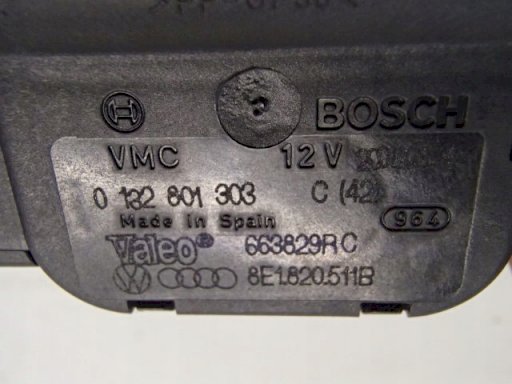 BOSCH
VMC 12 V
0 132 801 303 C (42)
Made in Spain 964
Valeo® 663829RC
8E1.820.511B